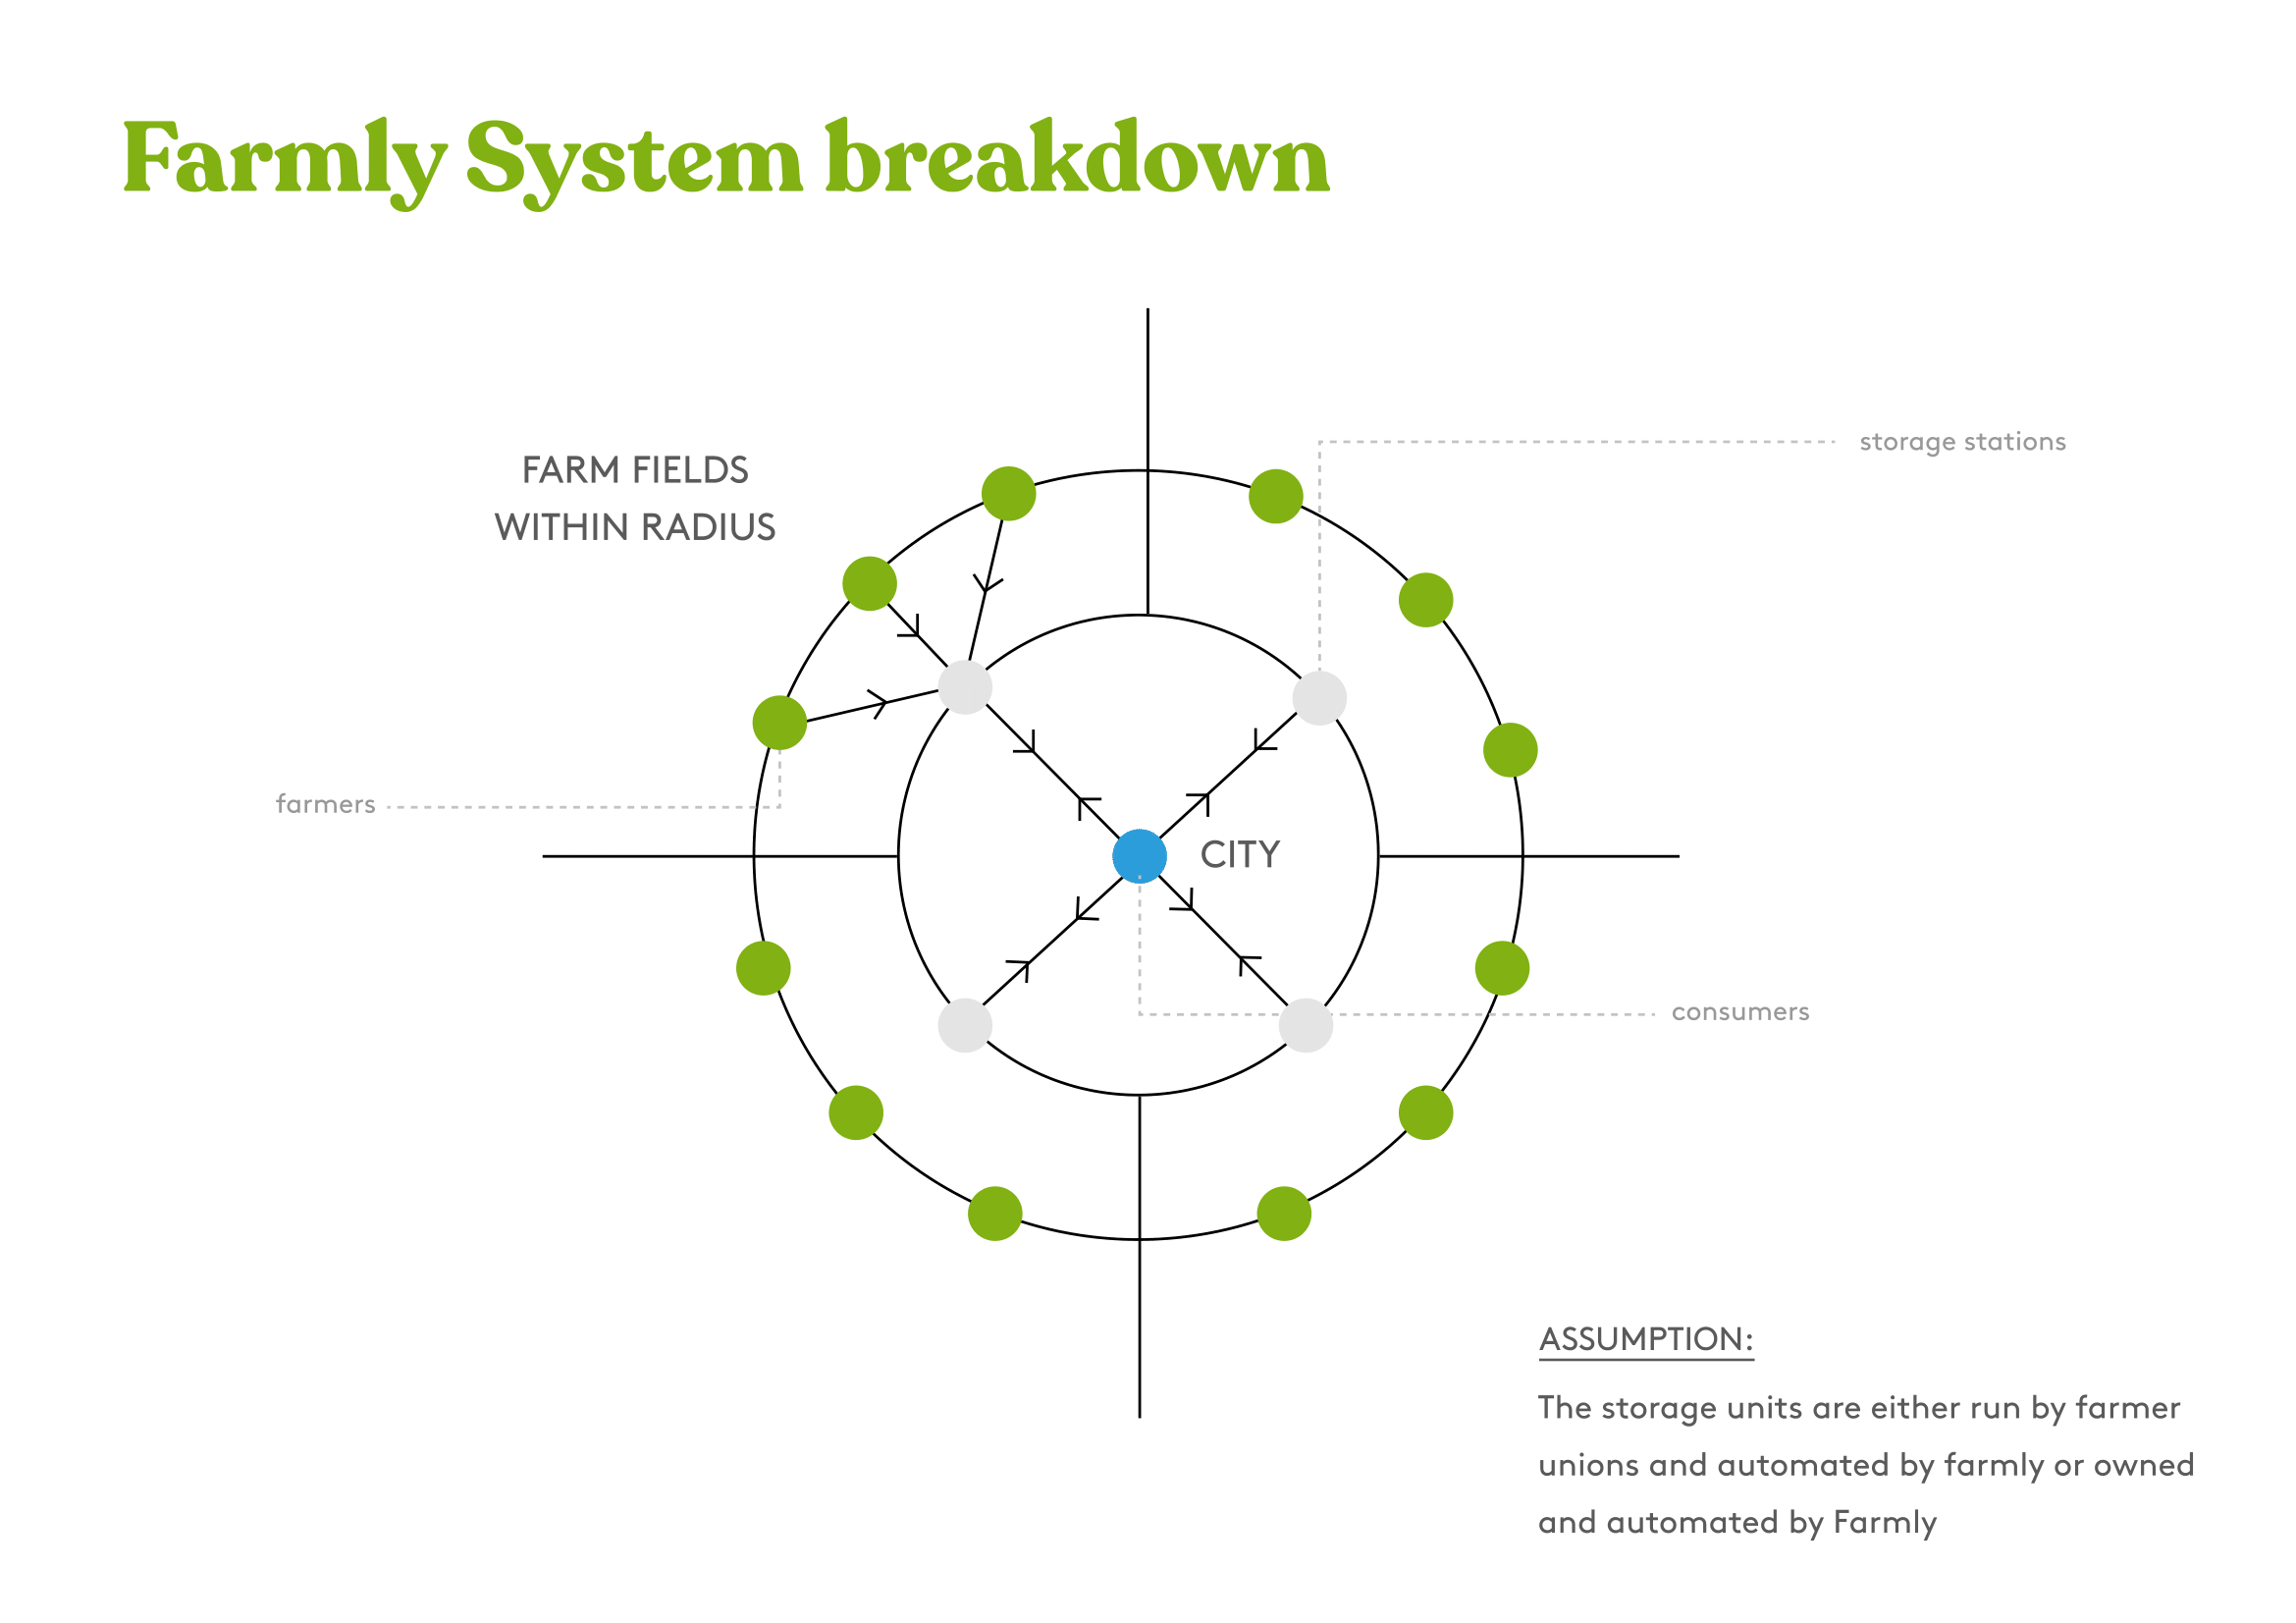 Farmly System breakdown
storage stations
FARM FIELDS
WITHIN RADIUS
farmers
CITY
consumers
ASSUMPTION:
The storage units are either run by farmer
unions and automated by farmly or owned
and automated by Farmly